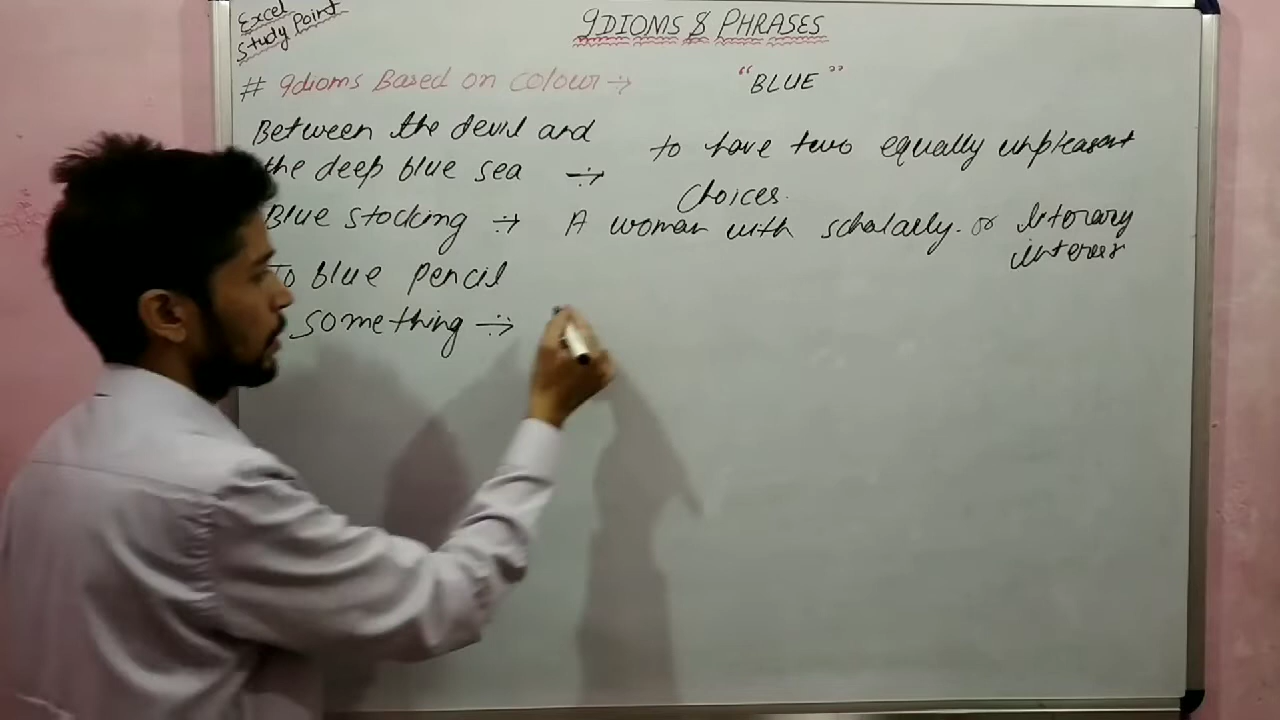 Excel
Study Point
IDIOMS & PHRASES
# Idioms Based on colour ÷> "BLUE"
Between the devil and
the deep blue sea ÷> to have two equally unpleasant
choices.
Blue stocking ÷> A woman with scholarly. or literary
To blue pencil
something ÷>